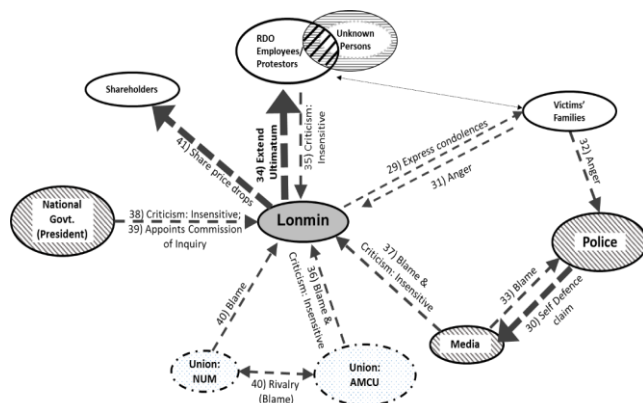 RDO
Employees/
Protestors
Unknown
Persons
Shareholders
Victims'
Families
41) Share price drops
34) Extend
Ultimatum
35) Criticism:
Insensitive
29) Express condolences
31) Anger
32) Anger
National
Govt.
(President)
38) Criticism: Insensitive;
39) Appoints Commission
of Inquiry
Lonmin
Police
37) Blame &
Criticism: Insensitive
33) Blame
30) Self Defence
claim
Media
40) Blame
36) Blame &
Criticism: Insensitive
Union:
NUM
40) Rivalry
(Blame)
Union:
AMCU